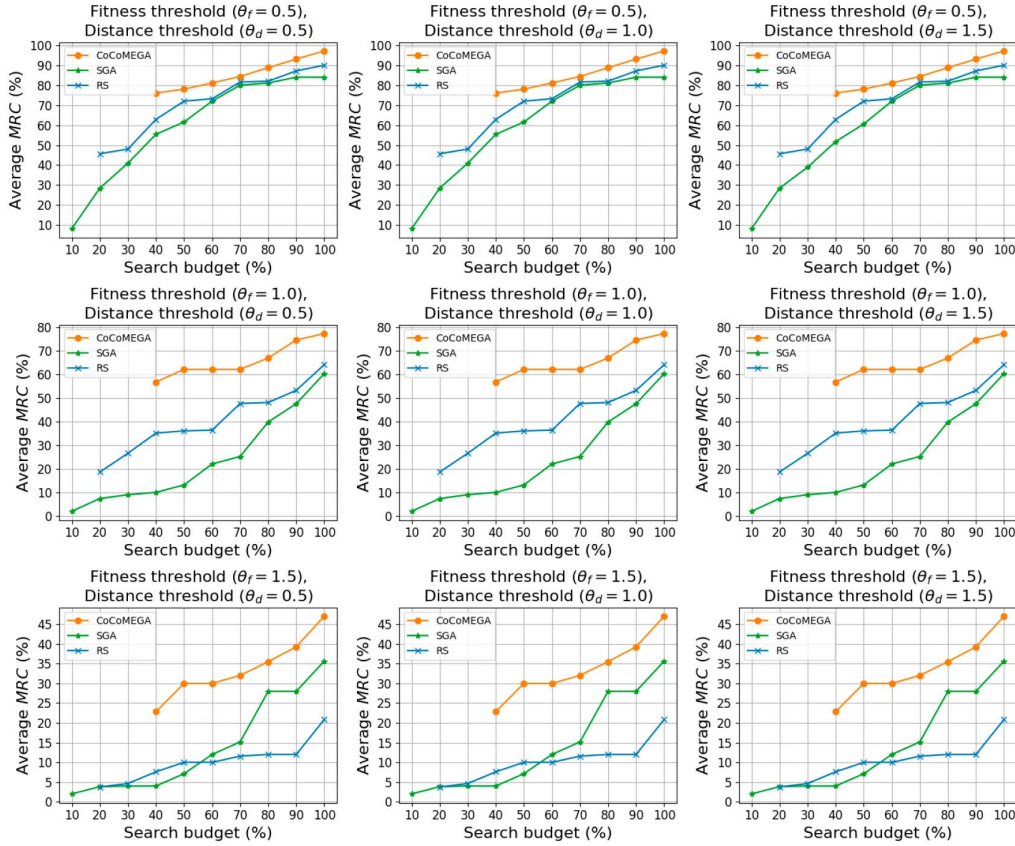 Fitness threshold (θf = 0.5),
Distance threshold (θd = 0.5)
Average MRC (%)
100
90
80
70
60
50
40
30
20
10
CoCoMEGA
SGA
RS
10 20 30 40 50 60 70 80 90 100
Search budget (%)
Fitness threshold (θf = 0.5),
Distance threshold (θd = 1.0)
Average MRC (%)
100
90
80
70
60
50
40
30
20
10
CoCoMEGA
SGA
RS
10 20 30 40 50 60 70 80 90 100
Search budget (%)
Fitness threshold (θf = 0.5),
Distance threshold (θd = 1.5)
Average MRC (%)
100
90
80
70
60
50
40
30
20
10
CoCoMEGA
SGA
RS
10 20 30 40 50 60 70 80 90 100
Search budget (%)
Fitness threshold (θf = 1.0),
Distance threshold (θd = 0.5)
Average MRC (%)
80
70
60
50
40
30
20
10
0
CoCoMEGA
SGA
RS
10 20 30 40 50 60 70 80 90 100
Search budget (%)
Fitness threshold (θf = 1.0),
Distance threshold (θd = 1.0)
Average MRC (%)
80
70
60
50
40
30
20
10
0
CoCoMEGA
SGA
RS
10 20 30 40 50 60 70 80 90 100
Search budget (%)
Fitness threshold (θf = 1.0),
Distance threshold (θd = 1.5)
Average MRC (%)
80
70
60
50
40
30
20
10
0
CoCoMEGA
SGA
RS
10 20 30 40 50 60 70 80 90 100
Search budget (%)
Fitness threshold (θf = 1.5),
Distance threshold (θd = 0.5)
Average MRC (%)
45
40
35
30
25
20
15
10
5
0
CoCoMEGA
SGA
RS
10 20 30 40 50 60 70 80 90 100
Search budget (%)
Fitness threshold (θf = 1.5),
Distance threshold (θd = 1.0)
Average MRC (%)
45
40
35
30
25
20
15
10
5
0
CoCoMEGA
SGA
RS
10 20 30 40 50 60 70 80 90 100
Search budget (%)
Fitness threshold (θf = 1.5),
Distance threshold (θd = 1.5)
Average MRC (%)
45
40
35
30
25
20
15
10
5
0
CoCoMEGA
SGA
RS
10 20 30 40 50 60 70 80 90 100
Search budget (%)